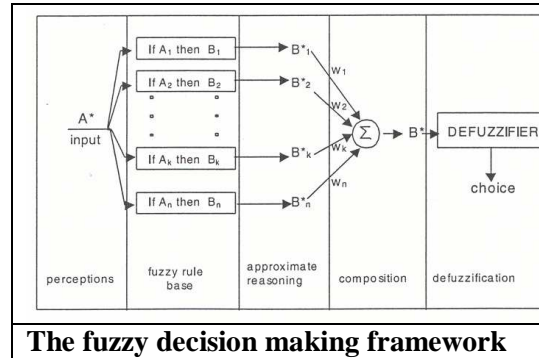 If A₁ then B₁
B*₁
w₁
If A₂ then B₂
B*₂
w₂
A*
input
Σ
B*
DEFUZZIFIER
choice
If Aₖ then Bₖ
B*ₖ
wₖ
If Aₙ then Bₙ
B*ₙ
wₙ
perceptions
fuzzy rule
base
approximate
reasoning
composition
defuzzification
The fuzzy decision making framework